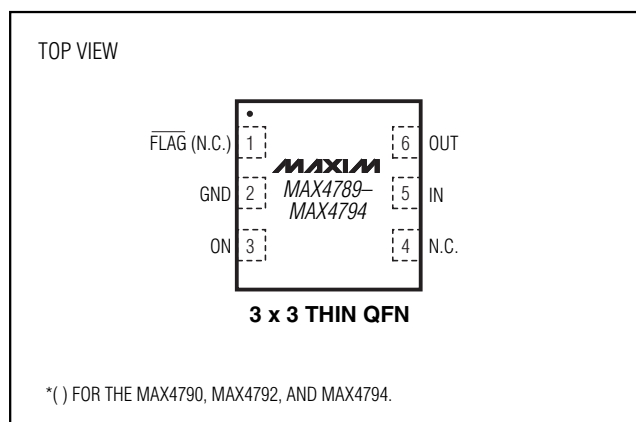 TOP VIEW
FLAG (N.C.) 1
GND 2
ON 3
MAXIM
MAX4789–
MAX4794
6 OUT
5 IN
4 N.C.
3 x 3 THIN QFN
*( ) FOR THE MAX4790, MAX4792, AND MAX4794.